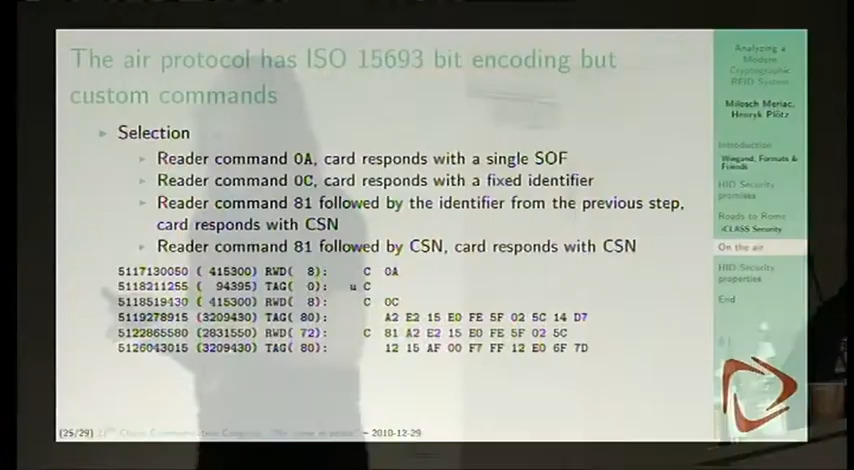 The air protocol has ISO 15693 bit encoding but
custom commands
Selection
Reader command 0A, card responds with a single SOF
Reader command 0C, card responds with a fixed identifier
Reader command 81 followed by the identifier from the previous step,
card responds with CSN
Reader command 81 followed by CSN, card responds with CSN
5117130050 ( 415300) RWD( 8): C 0A
5118211255 ( 94395) TAG( 0): u C
5118519430 ( 415300) RWD( 8): C 0C
5119278915 (3209430) TAG( 80): A2 E2 15 E0 FE 5F 02 5C 14 D7
5122865580 (2831550) RWD( 72): C 81 A2 E2 15 E0 FE 5F 02 5C
5126043015 (3209430) TAG( 80): 12 15 AF 00 F7 FF 12 E0 6F 7D
(25/29) 27th Chaos Communication Congress – 2010-12-29
Analyzing a
Modern
Cryptographic
RFID System
Milosch Meriac,
Henryk Plötz
Introduction
Wiegand, Formats &
Friends
HID Security
promises
Roads to Rome
iCLASS Security
On the air
HID Security
properties
End